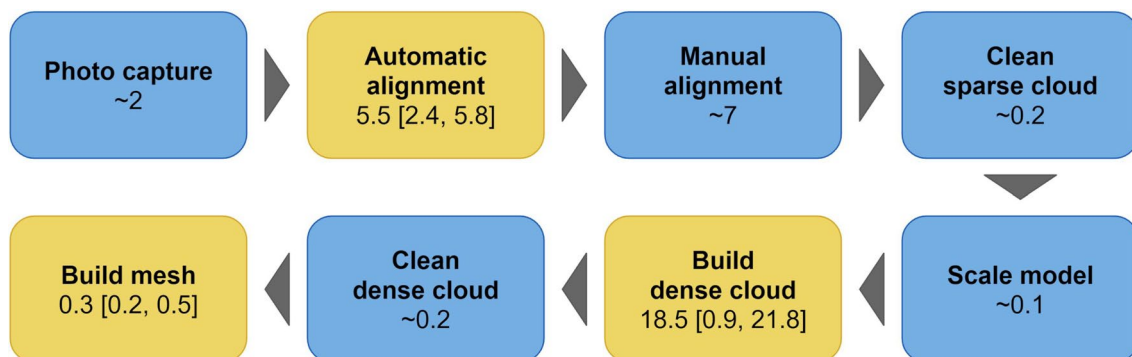 Photo capture
~2
Automatic
alignment
5.5 [2.4, 5.8]
Manual
alignment
~7
Clean
sparse cloud
~0.2
Scale model
~0.1
Build
dense cloud
18.5 [0.9, 21.8]
Clean
dense cloud
~0.2
Build mesh
0.3 [0.2, 0.5]